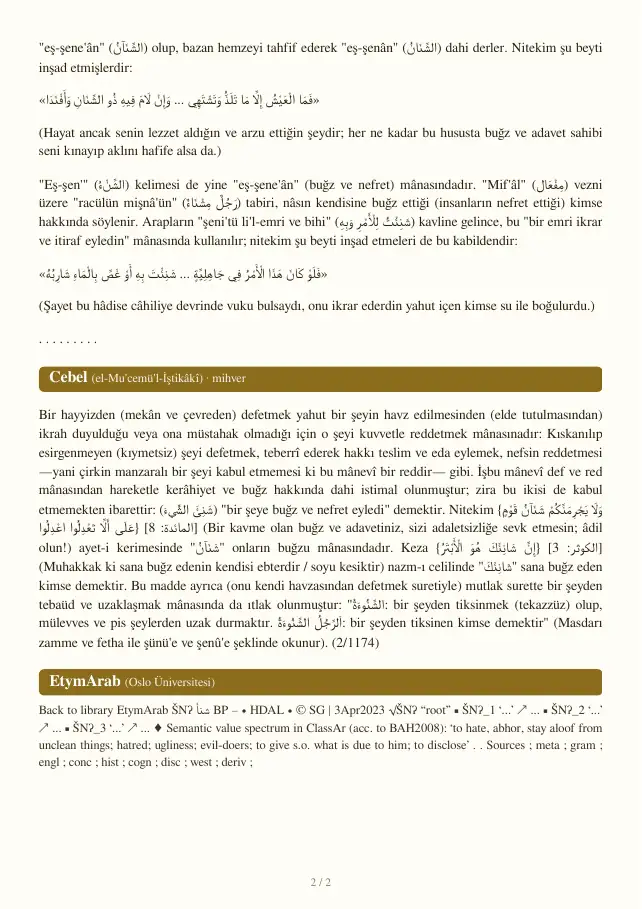 "eş-şene'ân" (الشَّنَآنُ) olup, bazan hemzeyi tahfif ederek "eş-şenân" (الشَّنَانُ) dahi derler. Nitekim şu beyti
inşad etmişlerdir:
«فَمَا الْعَيْشُ إِلَّا مَا تَلَذُّ وَتَشْتَهِي ... وَإِنْ لَامَ فِيهِ ذُو الشَّنَانِ وَأَفْنَدَا»
(Hayat ancak senin lezzet aldığın ve arzu ettiğin şeydir; her ne kadar bu hususta buğz ve adavet sahibi
seni kınayıp aklını hafife alsa da.)
"Eş-şen'" (الشَّنْءُ) kelimesi de yine "eş-şene'ân" (buğz ve nefret) mânasındadır. "Mif'âl" (مِفْعَال) vezni
üzere "racülün mişnâ'ün" (رَجُلٌ مِشْنَاءٌ) tabiri, nâsın kendisine buğz ettiği (insanların nefret ettiği) kimse
hakkında söylenir. Arapların "şeni'tü li'l-emri ve bihi" (شَنِئْتُ لِلْأَمْرِ وَبِهِ) kavline gelince, bu "bir emri ikrar
ve itiraf eyledin" mânasında kullanılır; nitekim şu beyti inşad etmeleri de bu kabildendir:
«فَلَوْ كَانَ هَذَا الْأَمْرُ فِي جَاهِلِيَّةٍ ... شَنِئْتَ بِهِ أَوْ غَصَّ بِالْمَاءِ شَارِبُهُ»
(Şayet bu hâdise câhiliye devrinde vuku bulsaydı, onu ikrar ederdin yahut içen kimse su ile boğulurdu.)
. . . . . . . . .
Cebel (el-Mu'cemü'l-İştikâkî) · mihver
Bir hayyizden (mekân ve çevreden) defetmek yahut bir şeyin havz edilmesinden (elde tutulmasından)
ikrah duyulduğu veya ona müstahak olmadığı için o şeyi kuvvetle reddetmek mânasınadır: Kıskanılıp
esirgenmeyen (kıymetsiz) şeyi defetmek, teberrî ederek hakkı teslim ve eda eylemek, nefsin reddetmesi
—yani çirkin manzaralı bir şeyi kabul etmemesi ki bu mânevî bir reddir— gibi. İşbu mânevî def ve red
mânasından hareketle kerâhiyet ve buğz hakkında dahi istimal olunmuştur; zira bu ikisi de kabul
etmemekten ibarettir: (شَنِئَ الشَّيءَ) "bir şeye buğz ve nefret eyledi" demektir. Nitekim {وَلَا يَجْرِمَنَّكُمْ شَنَآنُ قَوْمٍ
عَلَى أَلَّا تَعْدِلُوا اعْدِلُوا} [المائدة: 8] (Bir kavme olan buğz ve adavetiniz, sizi adaletsizliğe sevk etmesin; âdil
olun!) ayet-i kerimesinde "شَنَآنُ" onların buğzu mânasındadır. Keza {إِنَّ شَانِئَكَ هُوَ الْأَبْتَرُ} [الكوثر: 3]
(Muhakkak ki sana buğz edenin kendisi ebterdir / soyu kesiktir) nazm-ı celilinde "شَانِئَكَ" sana buğz eden
kimse demektir. Bu madde ayrıca (onu kendi havzasından defetmek suretiyle) mutlak surette bir şeyden
tebaüd ve uzaklaşmak mânasında da ıtlak olunmuştur: "الشَّنُوءَةُ: bir şeyden tiksinmek (tekazzüz) olup,
mülevves ve pis şeylerden uzak durmaktır. اَلرَّجُلُ الشَّنُوءَةُ: bir şeyden tiksinen kimse demektir" (Masdarı
zamme ve fetha ile şünü'e ve şenû'e şeklinde okunur). (2/1174)
EtymArab (Oslo Üniversitesi)
Back to library EtymArab ŠNʔ شنأ BP – • HDAL • © SG | 3Apr2023 √ŠNʔ “root” ▪ ŠNʔ_1 ‘...’ ↗ ... ▪ ŠNʔ_2 ‘...’
↗ ... ▪ ŠNʔ_3 ‘...’ ↗ ... ♦ Semantic value spectrum in ClassAr (acc. to BAH2008): ‘to hate, abhor, stay aloof from
unclean things; hatred; ugliness; evil-doers; to give s.o. what is due to him; to disclose’ . . Sources ; meta ; gram ;
engl ; conc ; hist ; cogn ; disc ; west ; deriv ;
2 / 2